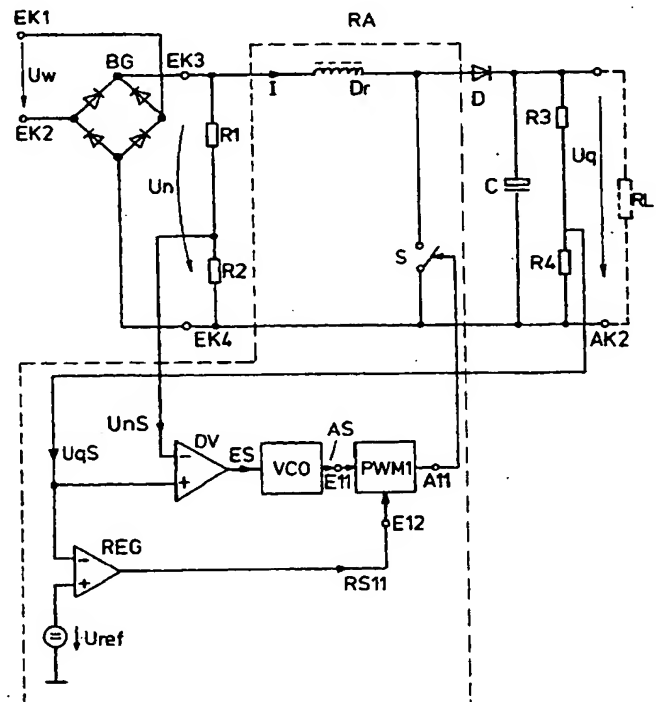 EK1
RA
Uw
BG
EK3
I
Dr
D
R3
EK2
R1
Uq
Un
C
RL
S
R4
R2
EK4
AK2
UnS
DV
AS
UqS
ES
VCO
E11
PWM1
A11
E12
REG
RS11
Uref